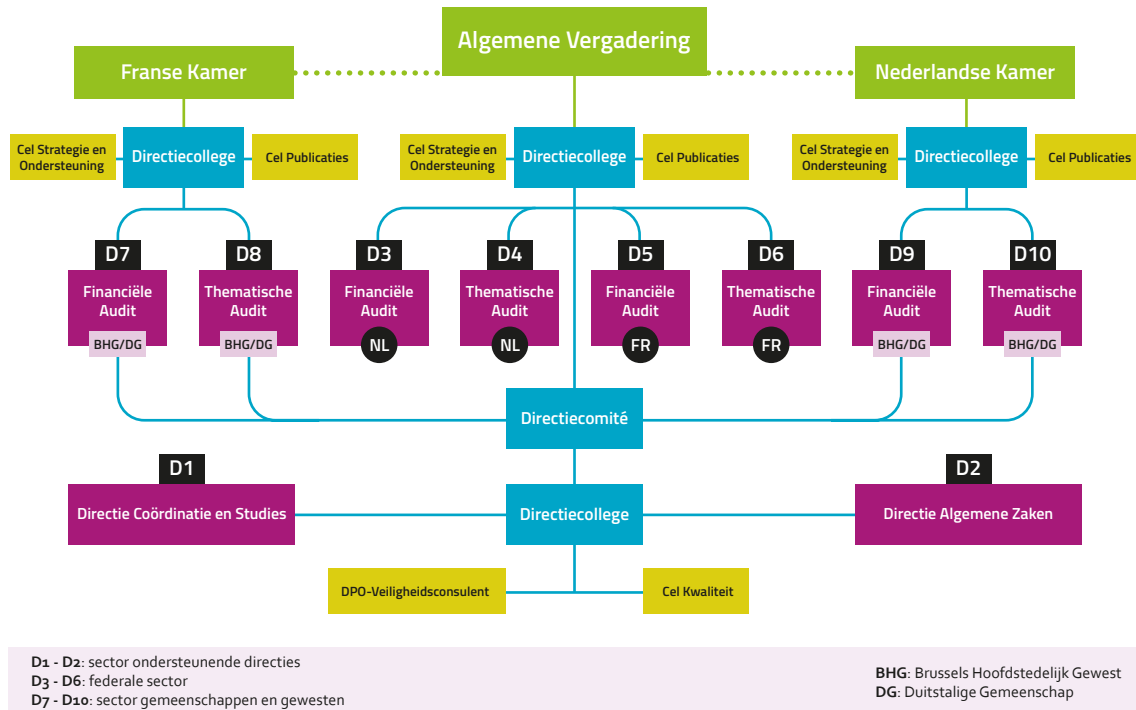 Algemene Vergadering
Franse Kamer
Nederlandse Kamer
Cel Strategie en
Ondersteuning
Directiecollege
Cel Publicaties
Cel Strategie en
Ondersteuning
Directiecollege
Cel Publicaties
Cel Strategie en
Ondersteuning
Directiecollege
Cel Publicaties
D7
Financiële
Audit
BHG/DG
D8
Thematische
Audit
BHG/DG
D3
Financiële
Audit
NL
D4
Thematische
Audit
NL
D5
Financiële
Audit
FR
D6
Thematische
Audit
FR
D9
Financiële
Audit
BHG/DG
D10
Thematische
Audit
BHG/DG
Directiecomité
D1
Directie Coördinatie en Studies
Directiecollege
D2
Directie Algemene Zaken
DPO-Veiligheidsconsulent
Cel Kwaliteit
D1 - D2: sector ondersteunende directies
D3 - D6: federale sector
D7 - D10: sector gemeenschappen en gewesten
BHG: Brussels Hoofdstedelijk Gewest
DG: Duitstalige Gemeenschap